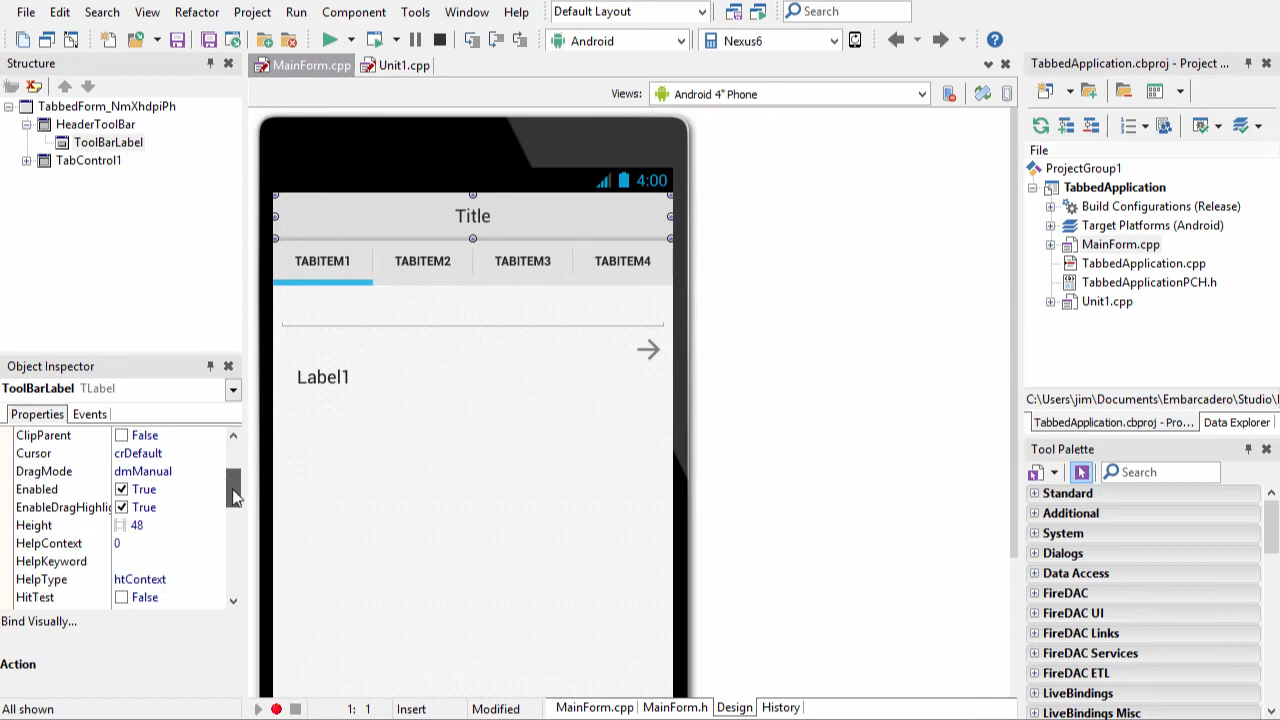 File Edit Search View Refactor Project Run Component Tools Window Help Default Layout Search
Android Nexus6
Structure
MainForm.cpp Unit1.cpp
TabbedApplication.cbproj - Project ...
Views: Android 4" Phone
TabbedForm_NmXhdpiPh
HeaderToolBar
ToolBarLabel
TabControl1
4:00
Title
TABITEM1 TABITEM2 TABITEM3 TABITEM4
Label1
File
ProjectGroup1
TabbedApplication
Build Configurations (Release)
Target Platforms (Android)
MainForm.cpp
TabbedApplication.cpp
TabbedApplicationPCH.h
Unit1.cpp
Object Inspector
ToolBarLabel TLabel
Properties Events
ClipParent False
Cursor crDefault
DragMode dmManual
Enabled True
EnableDragHighlig True
Height 48
HelpContext 0
HelpKeyword
HelpType htContext
HitTest False
Bind Visually...
Action
All shown
1: 1 Insert Modified MainForm.cpp MainForm.h Design History
C:\Users\jim\Documents\Embarcadero\Studio\
TabbedApplication.cbproj - Pro... Data Explorer
Tool Palette
Search
Standard
Additional
System
Dialogs
Data Access
FireDAC
FireDAC UI
FireDAC Links
FireDAC Services
FireDAC ETL
LiveBindings
LiveBindings Misc